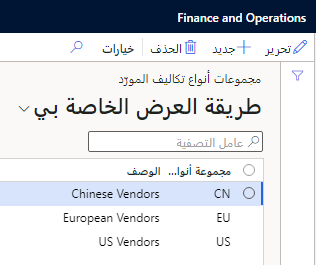 Finance and Operations
تحرير جديد الحذف خيارات
مجموعات أنواع تكاليف المورّد
طريقة العرض الخاصة بي
عامل التصفية
مجموعة أنوا... الوصف
CN Chinese Vendors
EU European Vendors
US US Vendors